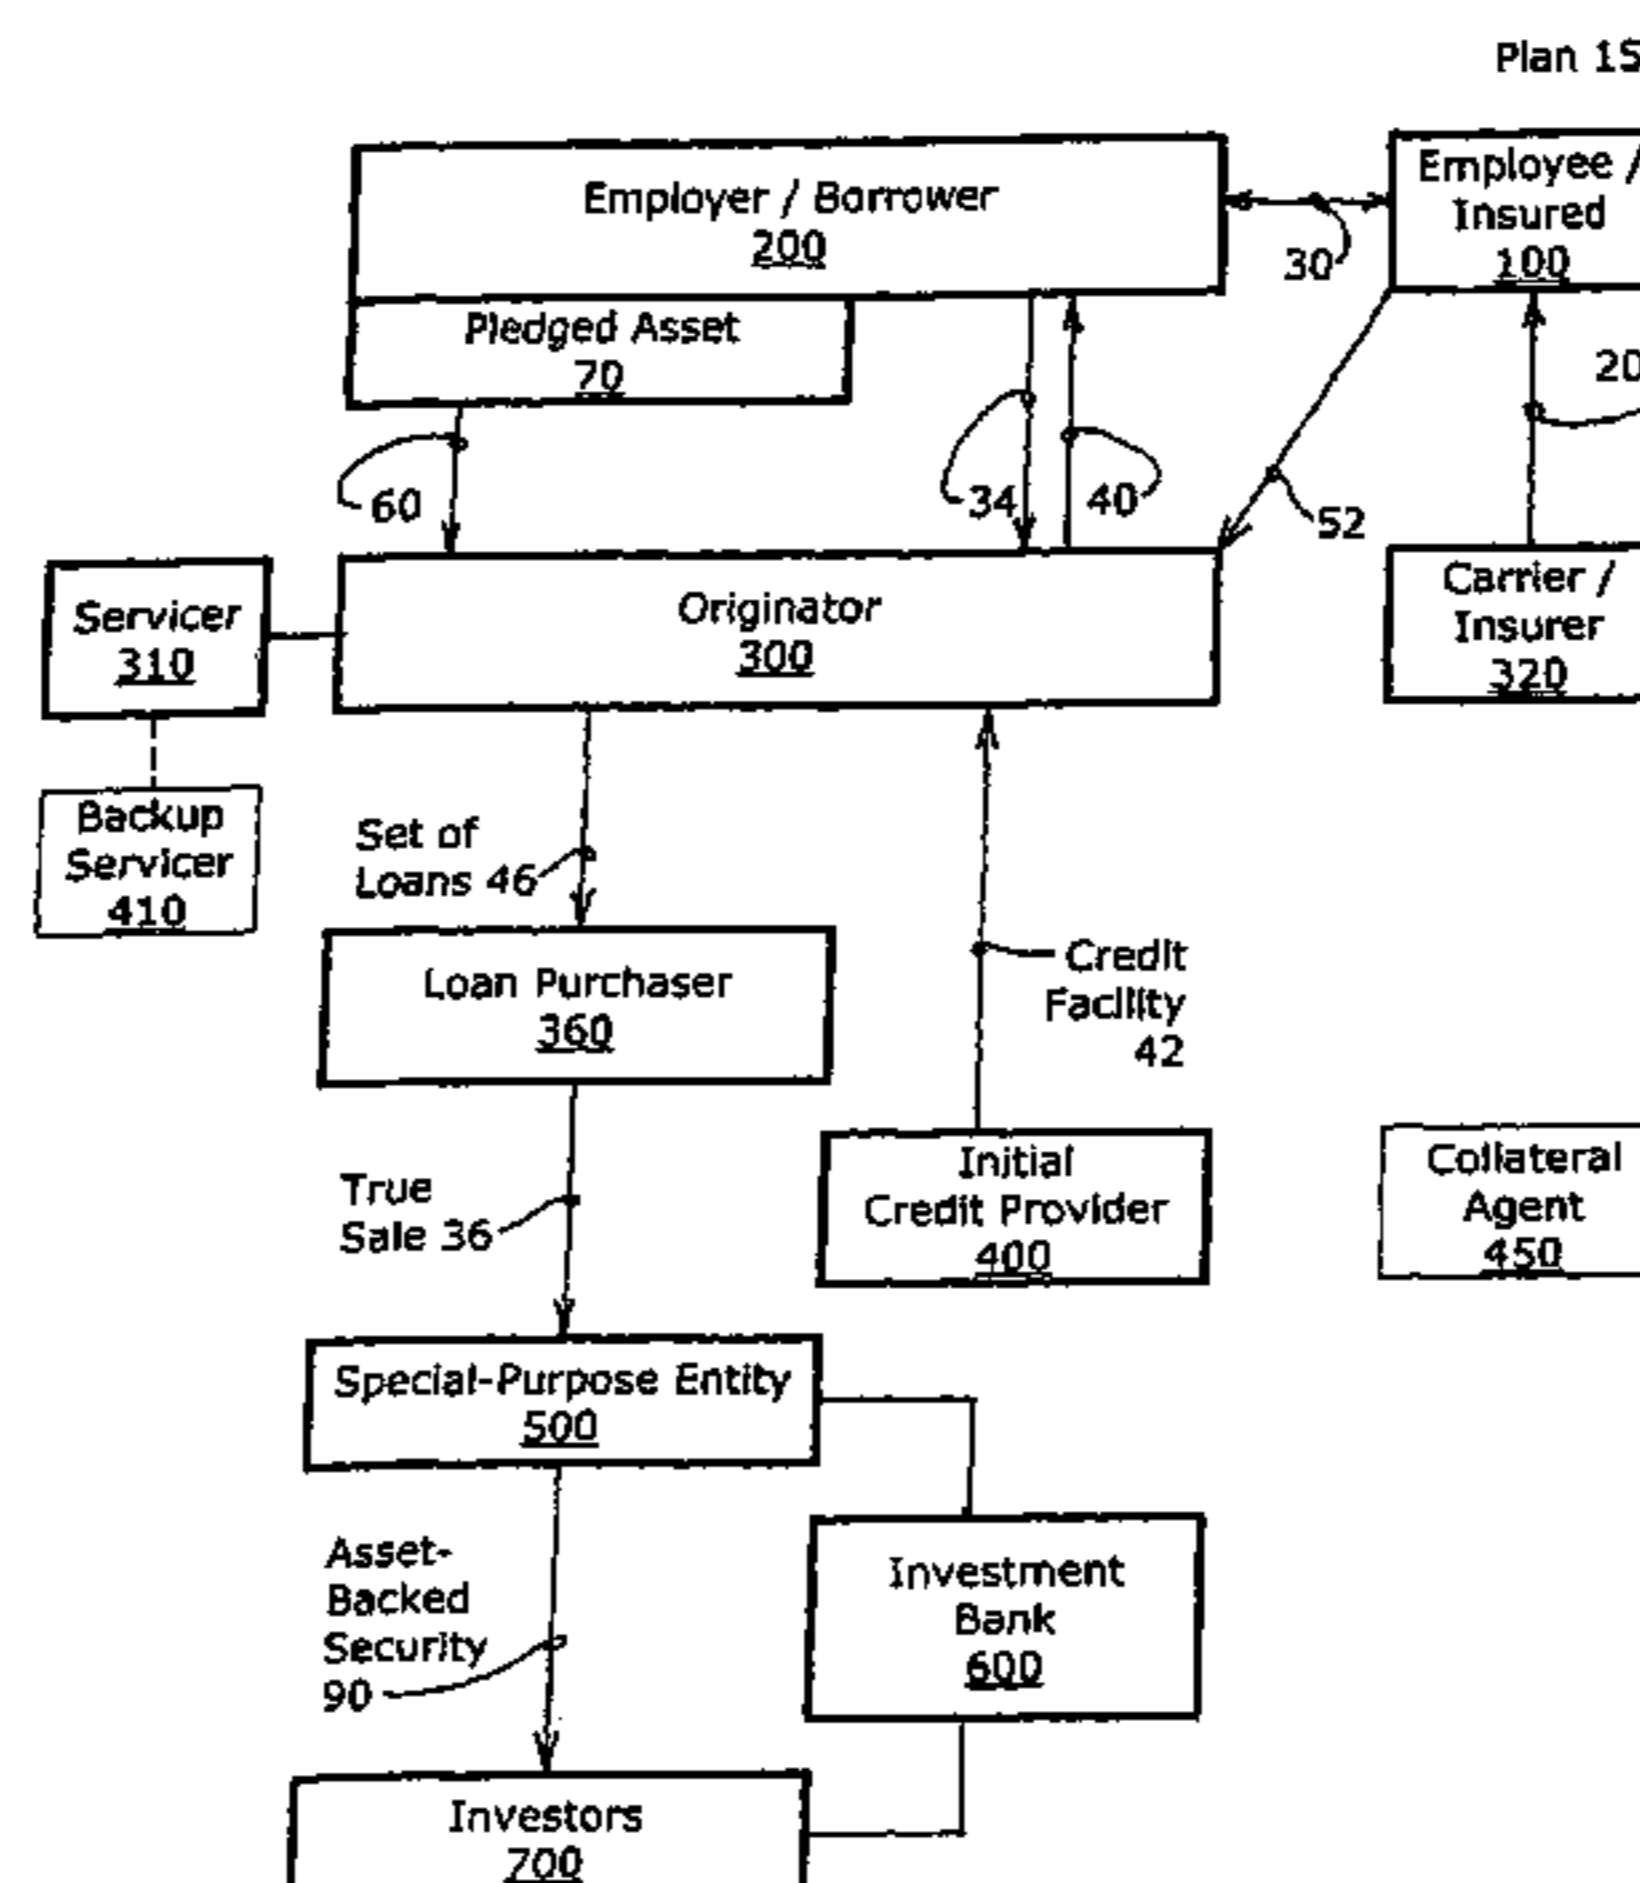 Plan 15
Employer / Borrower
200
Employee /
Insured
100
30
Pledged Asset
70
20
60
34
40
52
Servicer
310
Originator
300
Carrier /
Insurer
320
Backup
Servicer
410
Set of
Loans 46
Loan Purchaser
360
Credit
Facility
42
True
Sale 36
Initial
Credit Provider
400
Collateral
Agent
450
Special-Purpose Entity
500
Asset-
Backed
Security
90
Investment
Bank
600
Investors
700